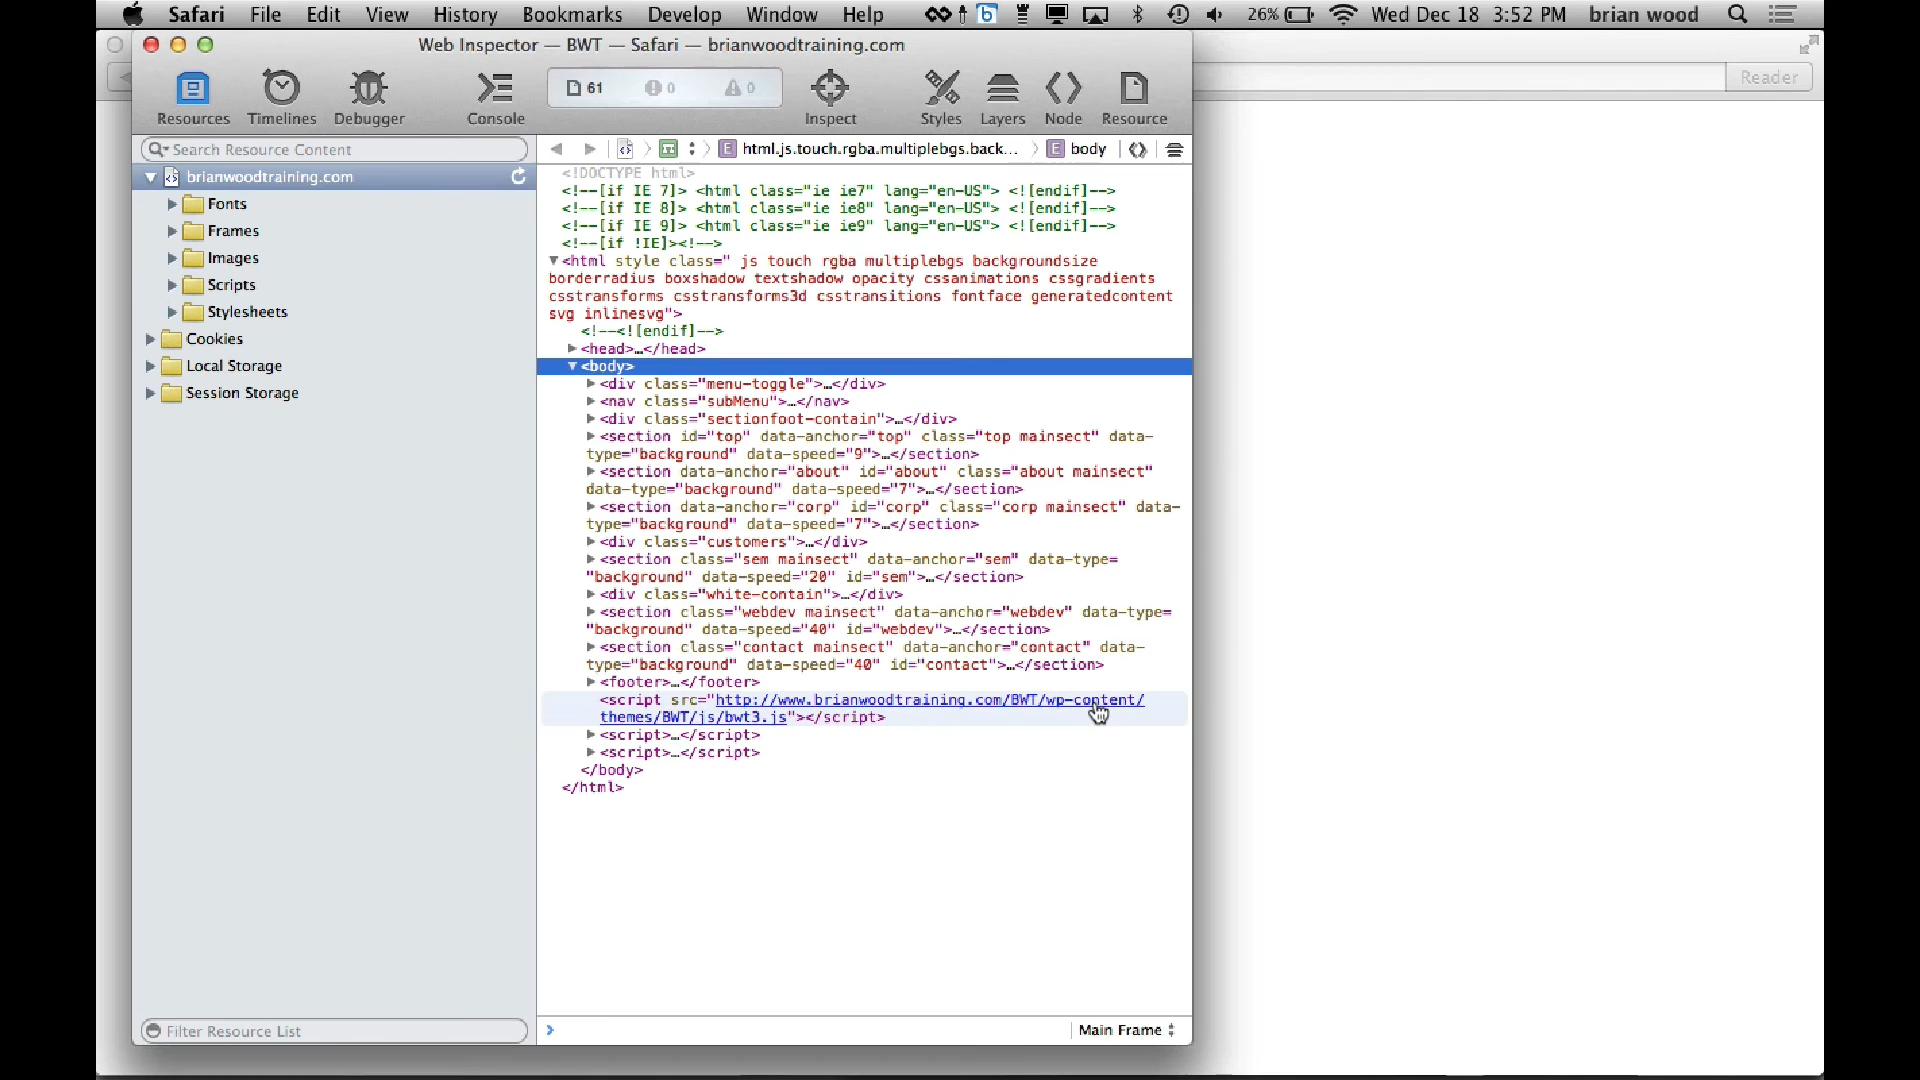 Safari File Edit View History Bookmarks Develop Window Help 26% Wed Dec 18 3:52 PM brian wood
Web Inspector — BWT — Safari — brianwoodtraining.com
Reader
Resources Timelines Debugger Console 61 0 0 Inspect Styles Layers Node Resource
Search Resource Content
html.js.touch.rgba.multiplebgs.back... E body
brianwoodtraining.com
Fonts
Frames
Images
Scripts
Stylesheets
Cookies
Local Storage
Session Storage
<!DOCTYPE html>
<!--[if IE 7]> <html class="ie ie7" lang="en-US"> <![endif]-->
<!--[if IE 8]> <html class="ie ie8" lang="en-US"> <![endif]-->
<!--[if IE 9]> <html class="ie ie9" lang="en-US"> <![endif]-->
<!--[if !IE]><!-->
<html style class=" js touch rgba multiplebgs backgroundsize
borderradius boxshadow textshadow opacity cssanimations cssgradients
csstransforms csstransforms3d csstransitions fontface generatedcontent
svg inlinesvg">
<!--<![endif]-->
<head>…</head>
<body>
<div class="menu-toggle">…</div>
<nav class="subMenu">…</nav>
<div class="sectionfoot-contain">…</div>
<section id="top" data-anchor="top" class="top mainsect" data-
type="background" data-speed="9">…</section>
<section data-anchor="about" id="about" class="about mainsect"
data-type="background" data-speed="7">…</section>
<section data-anchor="corp" id="corp" class="corp mainsect" data-
type="background" data-speed="7">…</section>
<div class="customers">…</div>
<section class="sem mainsect" data-anchor="sem" data-type=
"background" data-speed="20" id="sem">…</section>
<div class="white-contain">…</div>
<section class="webdev mainsect" data-anchor="webdev" data-type=
"background" data-speed="40" id="webdev">…</section>
<section class="contact mainsect" data-anchor="contact" data-
type="background" data-speed="40" id="contact">…</section>
<footer>…</footer>
<script src="http://www.brianwoodtraining.com/BWT/wp-content/
themes/BWT/js/bwt3.js"></script>
<script>…</script>
<script>…</script>
</body>
</html>
Filter Resource List
Main Frame